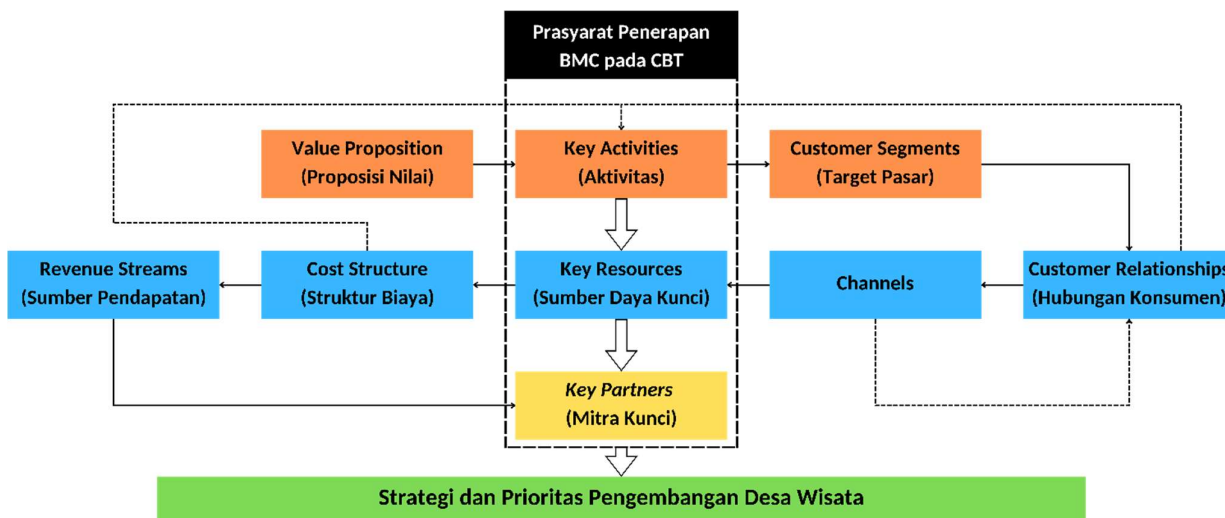 Prasyarat Penerapan
BMC pada CBT
Value Proposition
(Proposisi Nilai)
Key Activities
(Aktivitas)
Customer Segments
(Target Pasar)
Revenue Streams
(Sumber Pendapatan)
Cost Structure
(Struktur Biaya)
Key Resources
(Sumber Daya Kunci)
Channels
Customer Relationships
(Hubungan Konsumen)
Key Partners
(Mitra Kunci)
Strategi dan Prioritas Pengembangan Desa Wisata